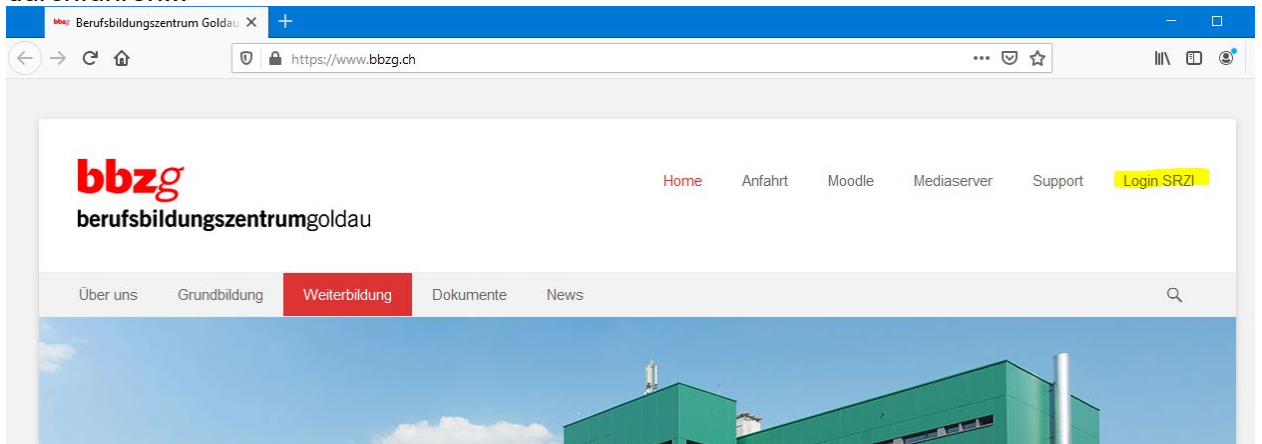 Berufsbildungszentrum Goldau
https://www.bbzg.ch
bbzg
berufsbildungszentrumgoldau
Home Anfahrt Moodle Mediaserver Support Login SRZI
Über uns Grundbildung Weiterbildung Dokumente News